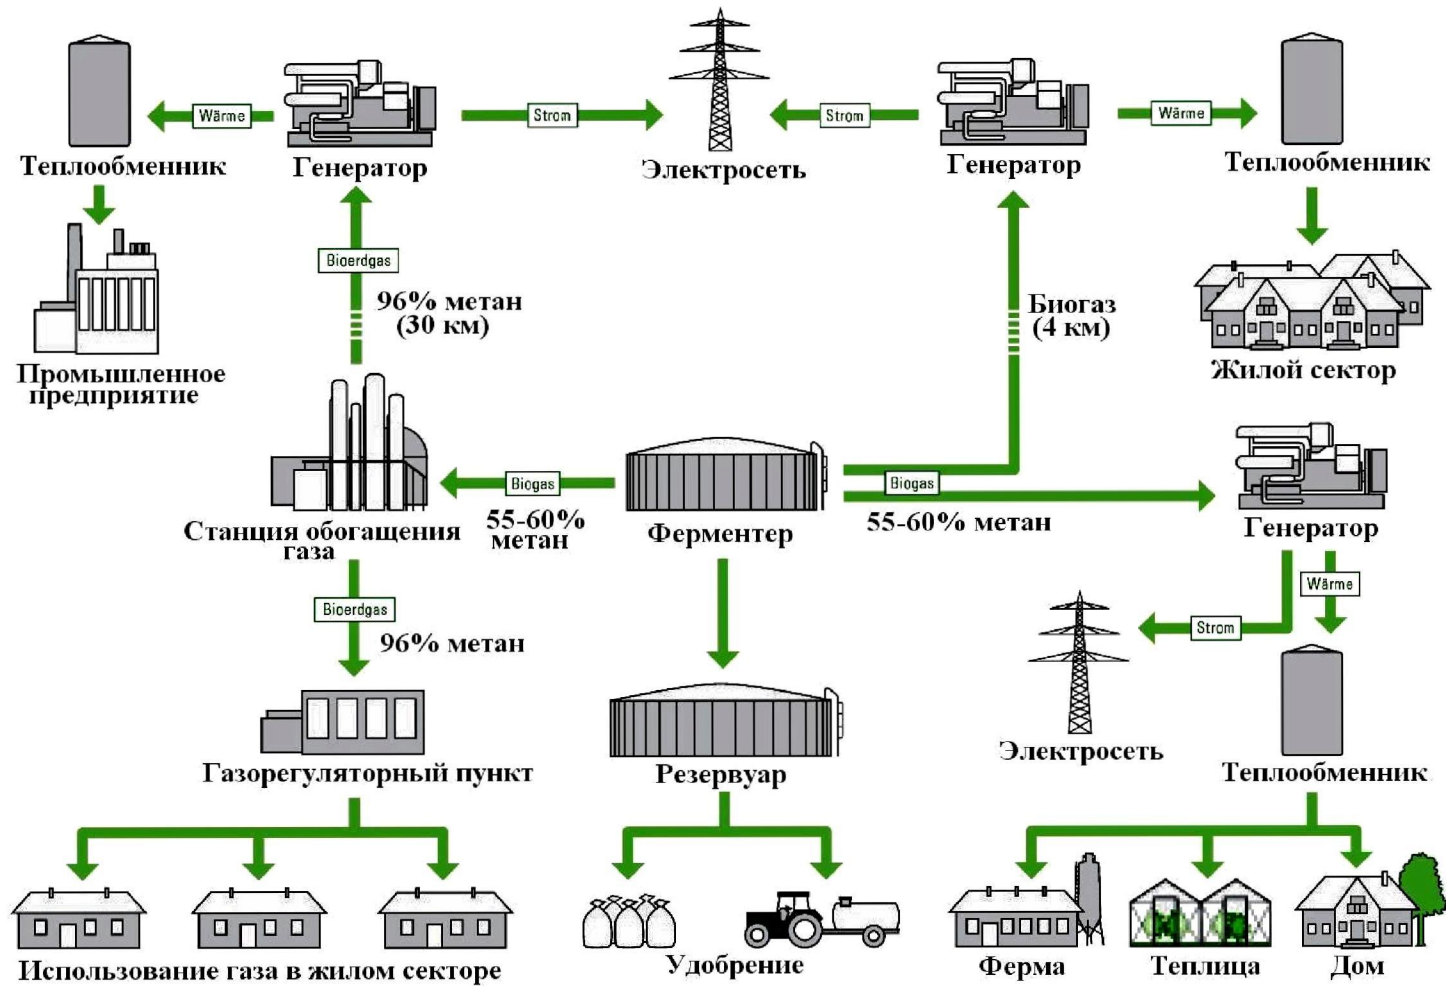 Wärme
Strom
Strom
Wärme
Теплообменник
Генератор
Электросеть
Генератор
Теплообменник
Bioerdgas
96% метан
(30 км)
Биогаз
(4 км)
Промышленное
предприятие
Жилой сектор
Biogas
Biogas
Станция обогащения
газа
55-60%
метан
Ферментер
55-60% метан
Генератор
Bioerdgas
96% метан
Wärme
Strom
Электросеть
Газорегуляторный пункт
Резервуар
Теплообменник
Использование газа в жилом секторе
Удобрение
Ферма
Теплица
Дом